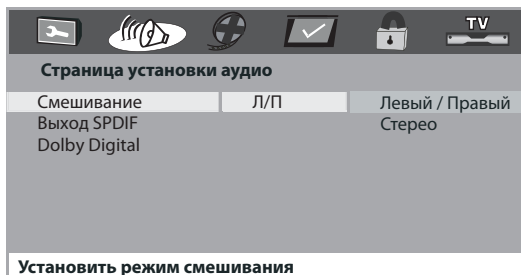 TV
Страница установки аудио
Смешивание Л/П Левый / Правый
Выход SPDIF Стерео
Dolby Digital
Установить режим смешивания